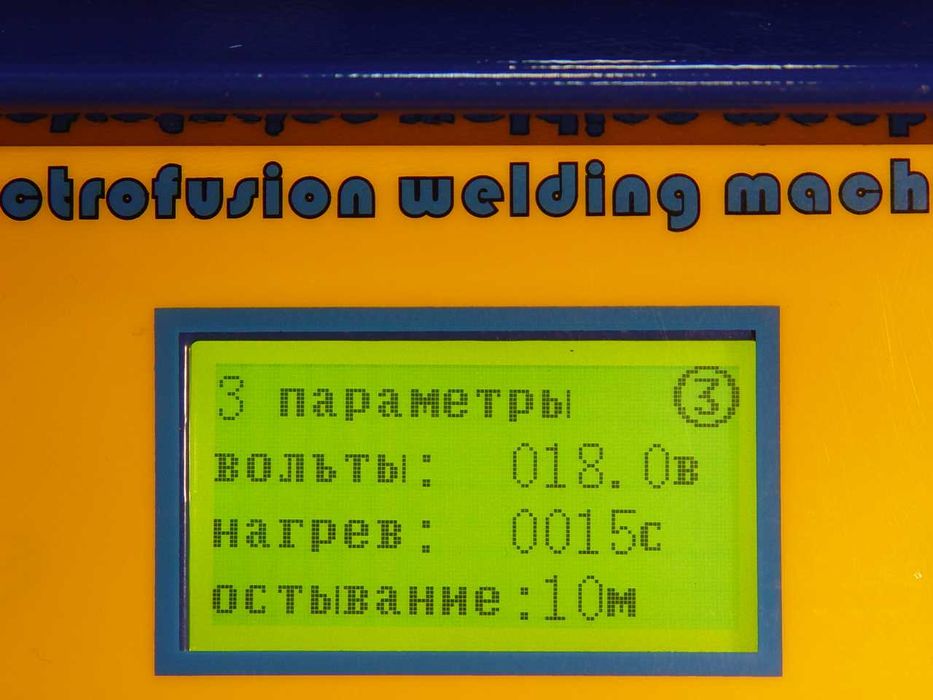 ctrofusion welding mach
3 параметры ③
вольты: 018.0в
нагрев: 0015с
остывание:10м